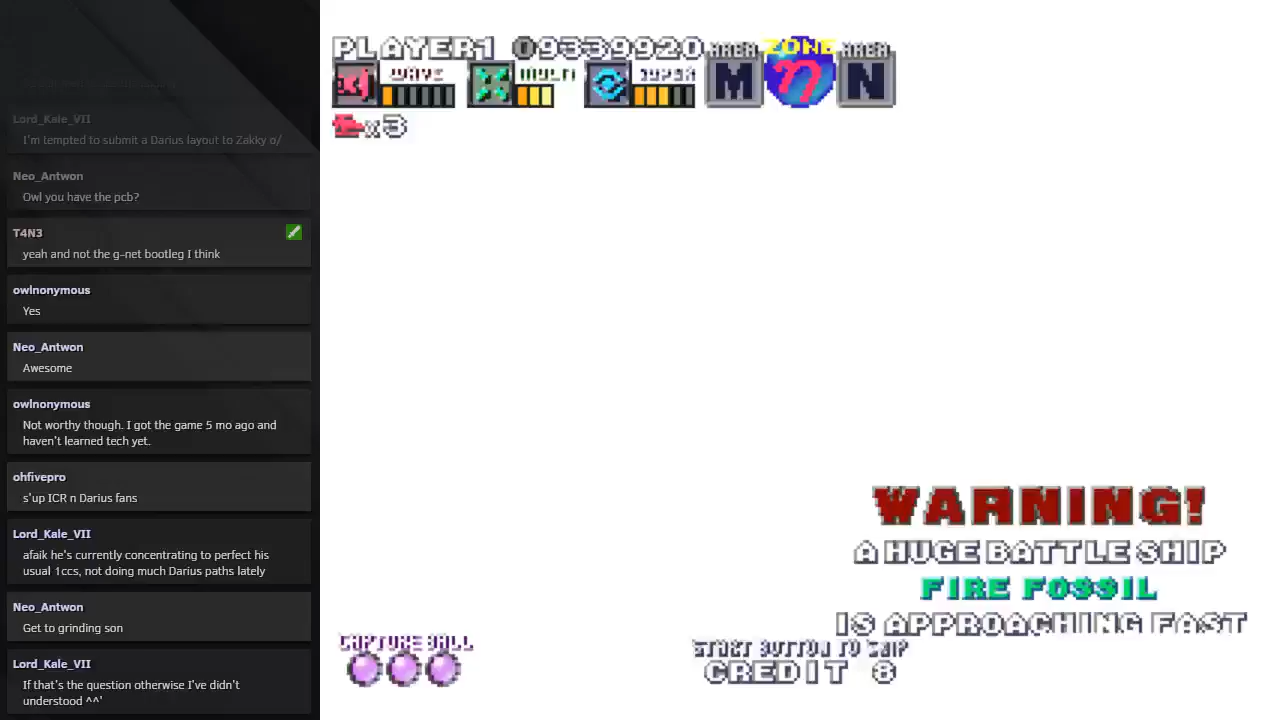 Lord_Kale_VII
I'm tempted to submit a Darius layout to Zakky o/
Neo_Antwon
Owl you have the pcb?
T4N3
yeah and not the g-net bootleg I think
owlnonymous
Yes
Neo_Antwon
Awesome
owlnonymous
Not worthy though. I got the game 5 mo ago and
haven't learned tech yet.
ohfivepro
s'up ICR n Darius fans
Lord_Kale_VII
afaik he's currently concentrating to perfect his
usual 1ccs, not doing much Darius paths lately
Neo_Antwon
Get to grinding son
Lord_Kale_VII
If that's the question otherwise I've didn't
understood ^^'
PLAYER1 09339920 AREA ZONE AREA
WAVE MULTI SUPER M η N
x3
WARNING!
A HUGE BATTLE SHIP
FIRE FOSSIL
IS APPROACHING FAST
CAPTURE BALL
START BUTTON TO SKIP
CREDIT 8